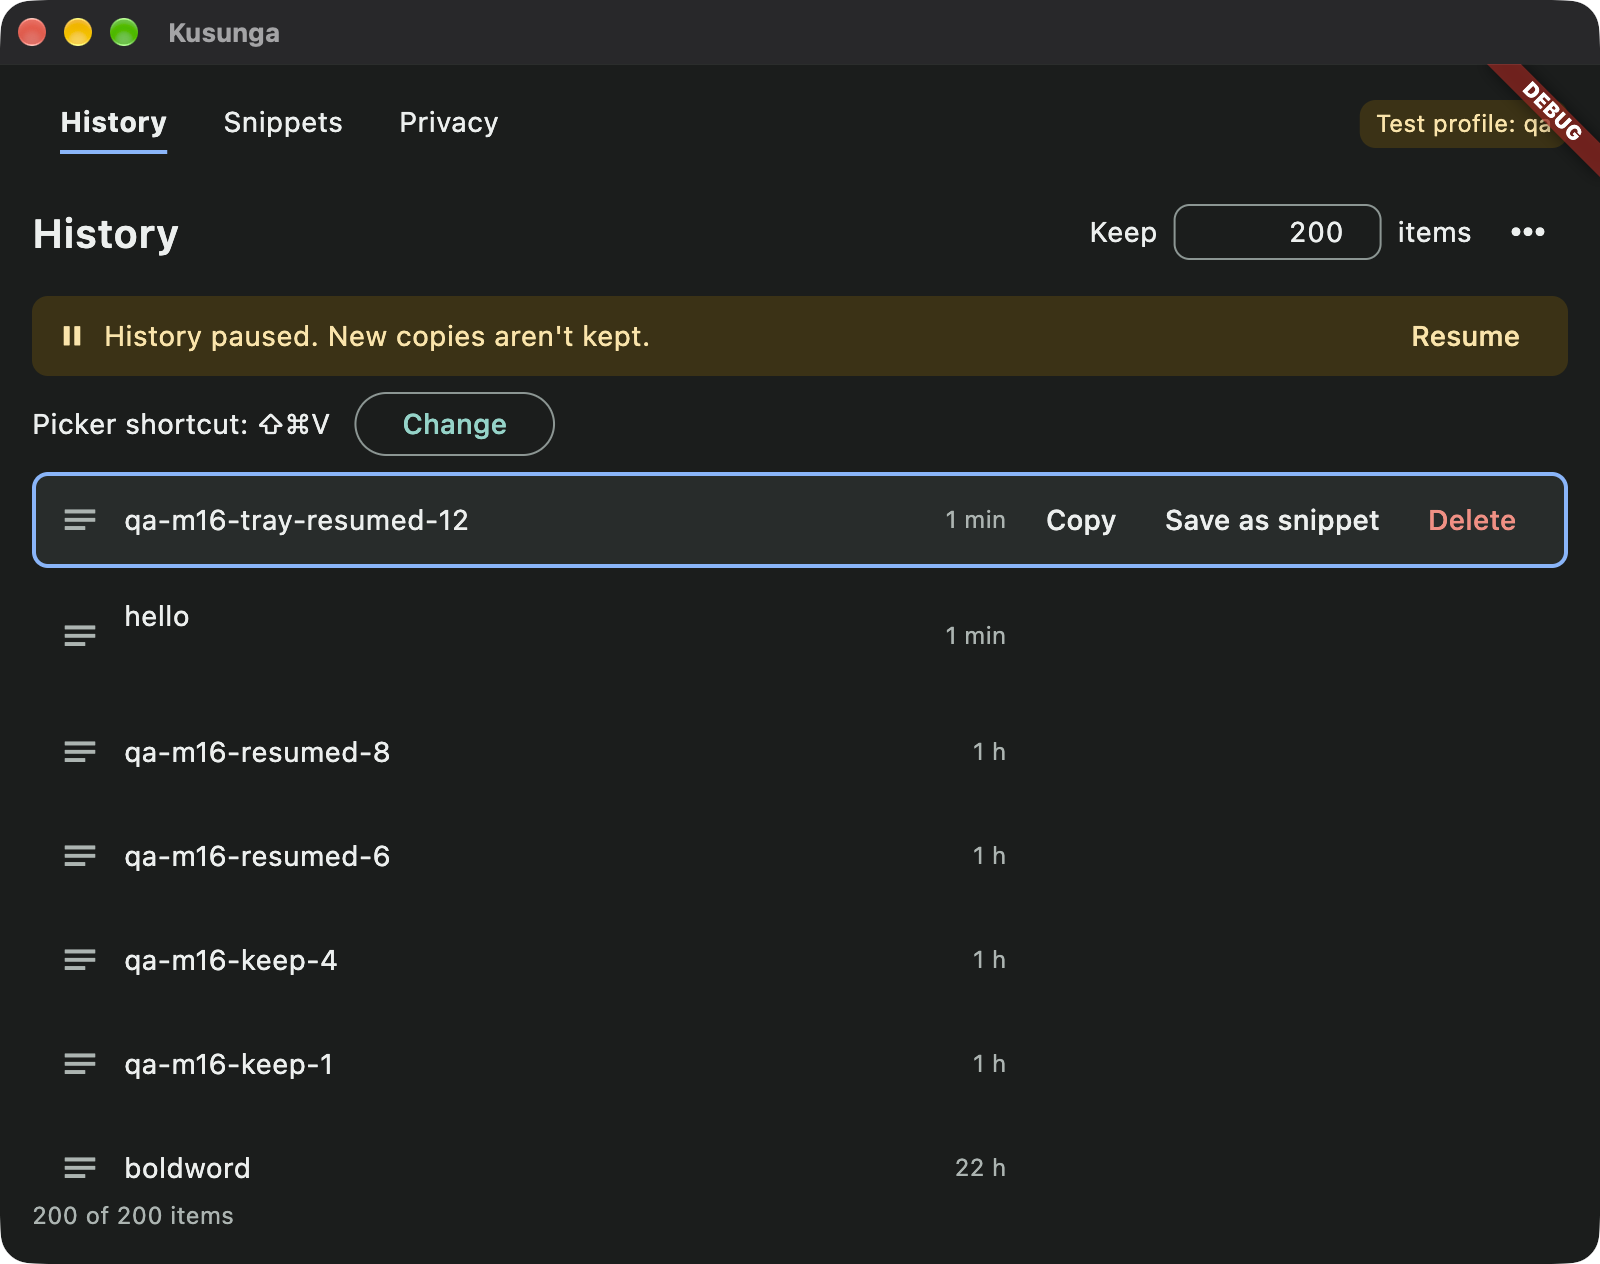 Kusunga
DEBUG
History Snippets Privacy Test profile: qa
History Keep 200 items •••
History paused. New copies aren't kept. Resume
Picker shortcut: ⇧⌘V Change
qa-m16-tray-resumed-12 1 min Copy Save as snippet Delete
hello 1 min
qa-m16-resumed-8 1 h
qa-m16-resumed-6 1 h
qa-m16-keep-4 1 h
qa-m16-keep-1 1 h
boldword 22 h
200 of 200 items